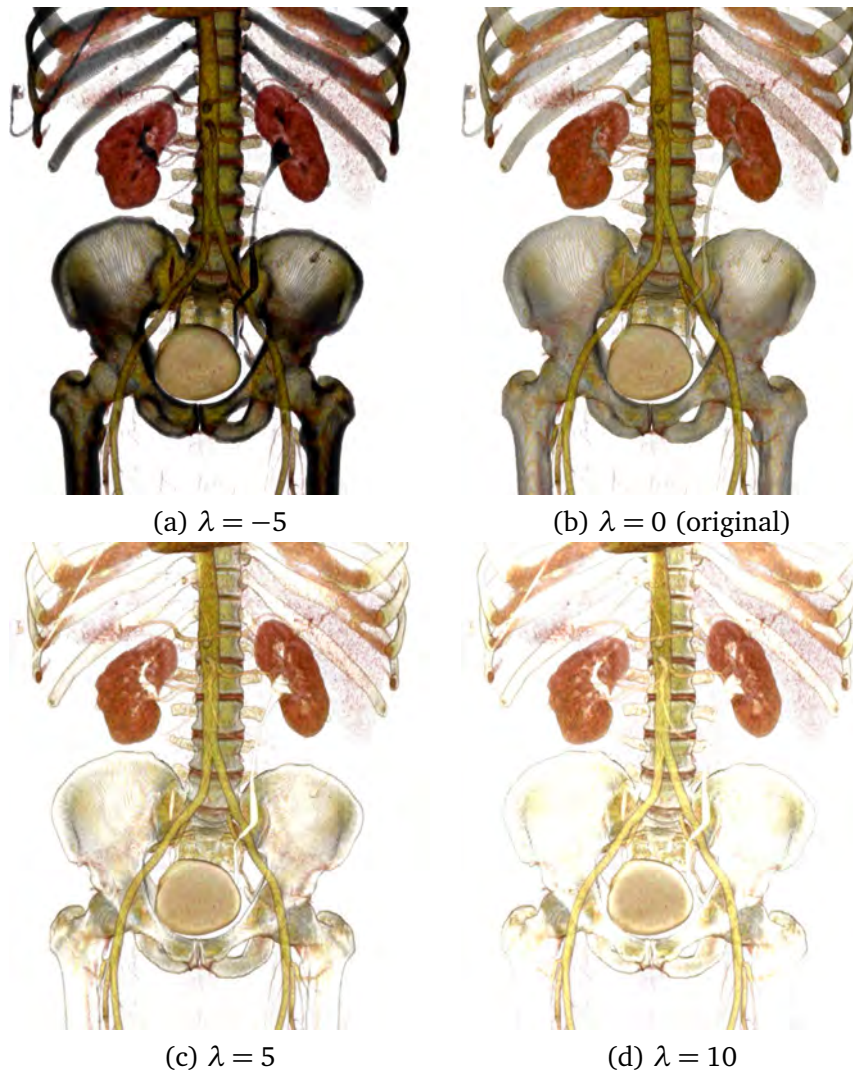 (a) λ = −5
(b) λ = 0 (original)
(c) λ = 5
(d) λ = 10